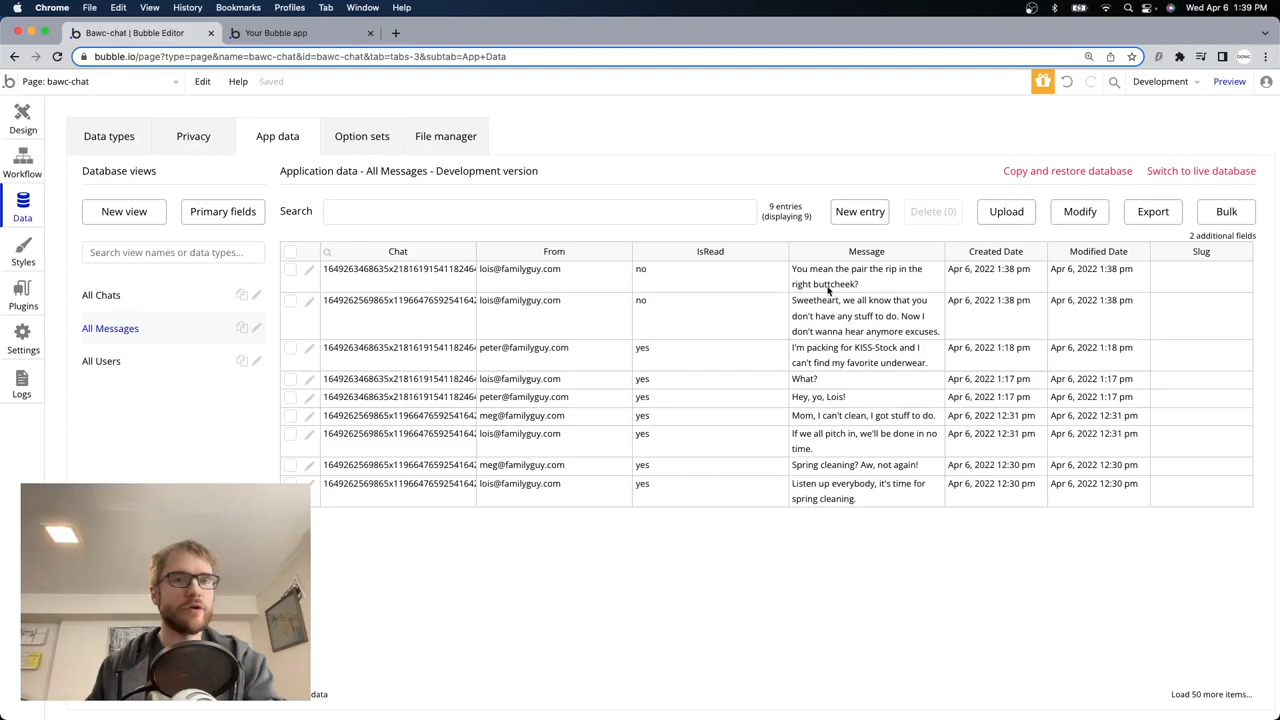 Chrome File Edit View History Bookmarks Profiles Tab Window Help Wed Apr 6 1:39 PM
Bawc-chat | Bubble Editor Your Bubble app
bubble.io/page?type=page&name=bawc-chat&id=bawc-chat&tab=tabs-3&subtab=App+Data
Page: bawc-chat Edit Help Saved Development Preview
Design
Workflow
Data
Styles
Plugins
Settings
Logs
Data types Privacy App data Option sets File manager
Database views
New view Primary fields
Search view names or data types...
All Chats
All Messages
All Users
Application data - All Messages - Development version Copy and restore database Switch to live database
Search 9 entries
(displaying 9)
New entry Delete (0) Upload Modify Export Bulk
2 additional fields
Chat From IsRead Message Created Date Modified Date Slug
1649263468635x21816191541182464 lois@familyguy.com no You mean the pair the rip in the Apr 6, 2022 1:38 pm Apr 6, 2022 1:38 pm
right buttcheek?
1649262569865x11966476592541642 lois@familyguy.com no Sweetheart, we all know that you Apr 6, 2022 1:38 pm Apr 6, 2022 1:38 pm
don't have any stuff to do. Now I
don't wanna hear anymore excuses.
1649263468635x21816191541182464 peter@familyguy.com yes I'm packing for KISS-Stock and I Apr 6, 2022 1:18 pm Apr 6, 2022 1:18 pm
can't find my favorite underwear.
1649263468635x21816191541182464 lois@familyguy.com yes What? Apr 6, 2022 1:17 pm Apr 6, 2022 1:17 pm
1649263468635x21816191541182464 peter@familyguy.com yes Hey, yo, Lois! Apr 6, 2022 1:17 pm Apr 6, 2022 1:17 pm
1649262569865x11966476592541642 meg@familyguy.com yes Mom, I can't clean, I got stuff to do. Apr 6, 2022 12:31 pm Apr 6, 2022 12:31 pm
1649262569865x11966476592541642 lois@familyguy.com yes If we all pitch in, we'll be done in no Apr 6, 2022 12:31 pm Apr 6, 2022 12:31 pm
time.
1649262569865x11966476592541642 meg@familyguy.com yes Spring cleaning? Aw, not again! Apr 6, 2022 12:30 pm Apr 6, 2022 12:30 pm
1649262569865x11966476592541642 lois@familyguy.com yes Listen up everybody, it's time for Apr 6, 2022 12:30 pm Apr 6, 2022 12:30 pm
spring cleaning.
data Load 50 more items...